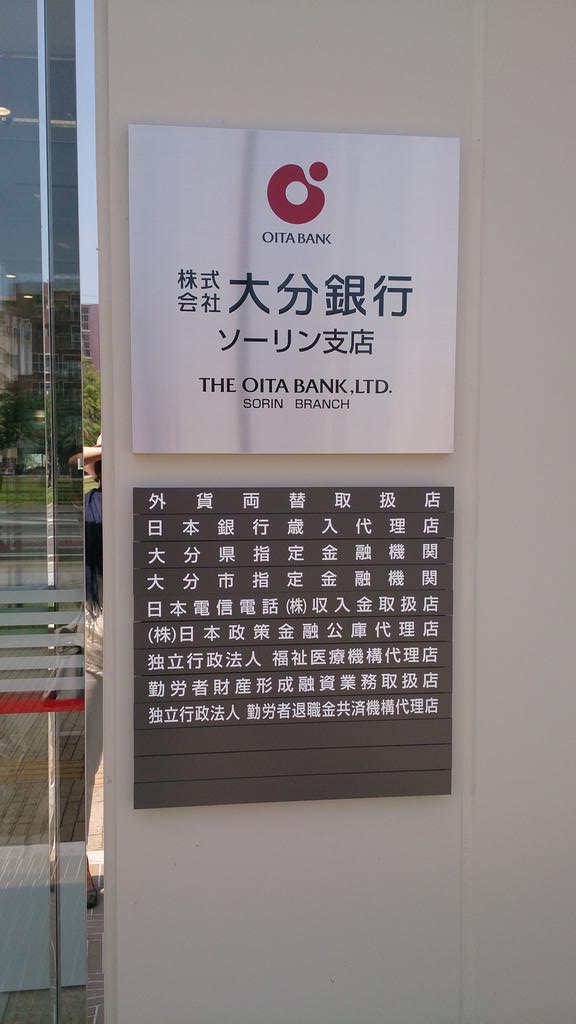 OITA BANK
株式会社 大分銀行
ソーリン支店
THE OITA BANK,LTD.
SORIN BRANCH
外貨両替取扱店
日本銀行歳入代理店
大分県指定金融機関
大分市指定金融機関
日本電信電話(株)収入金取扱店
(株)日本政策金融公庫代理店
独立行政法人 福祉医療機構代理店
勤労者財産形成融資業務取扱店
独立行政法人 勤労者退職金共済機構代理店